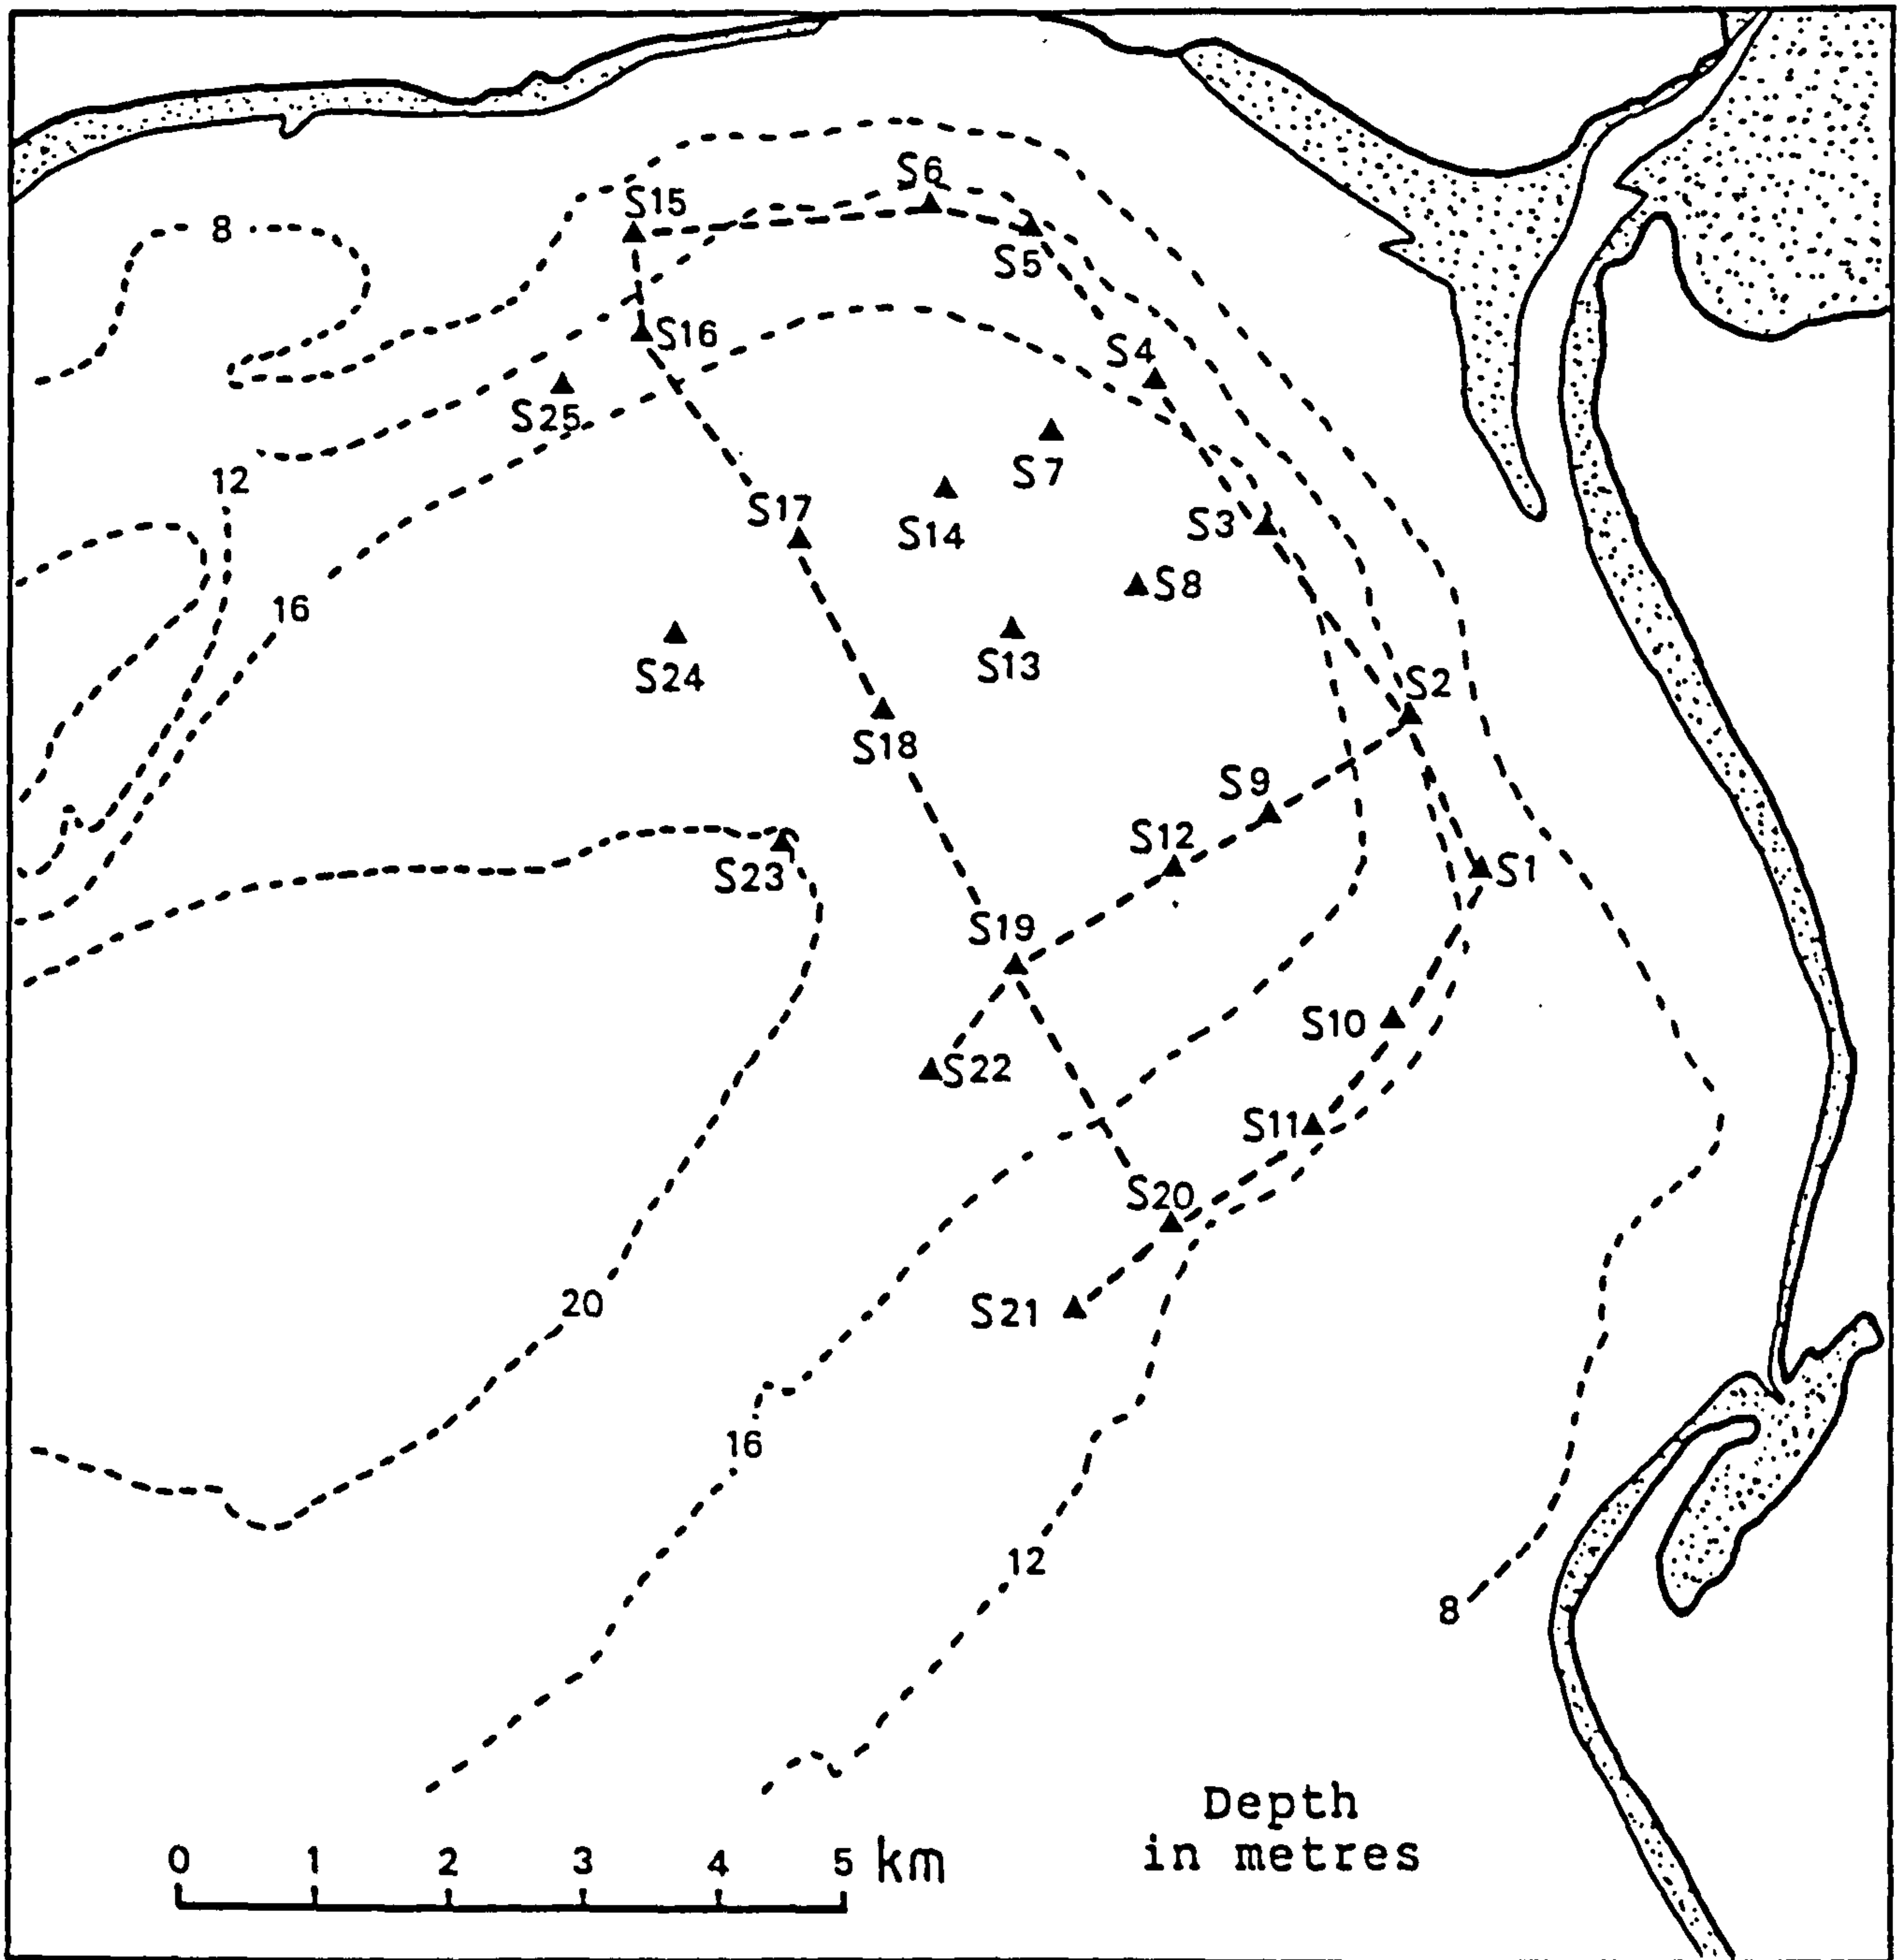 S6
S15
8
S5
S16
S4
S25
S7
12
S17
S14
S3
S8
16
S13
S24
S2
S18
S9
S12
S23
S1
S19
S10
S22
S11
S20
20
S21
16
12
8
Depth
in metres
0 1 2 3 4 5 km